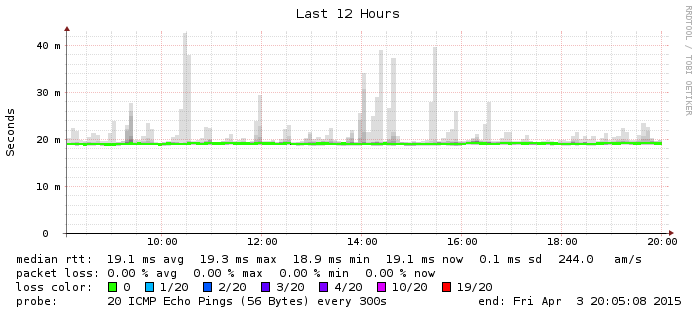 Last 12 Hours
RRDTOOL / TOBI OETIKER
Seconds
40 m
30 m
20 m
10 m
0
10:00 12:00 14:00 16:00 18:00 20:00
median rtt: 19.1 ms avg 19.3 ms max 18.9 ms min 19.1 ms now 0.1 ms sd 244.0 am/s
packet loss: 0.00 % avg 0.00 % max 0.00 % min 0.00 % now
loss color: 0 1/20 2/20 3/20 4/20 10/20 19/20
probe: 20 ICMP Echo Pings (56 Bytes) every 300s end: Fri Apr 3 20:05:08 2015